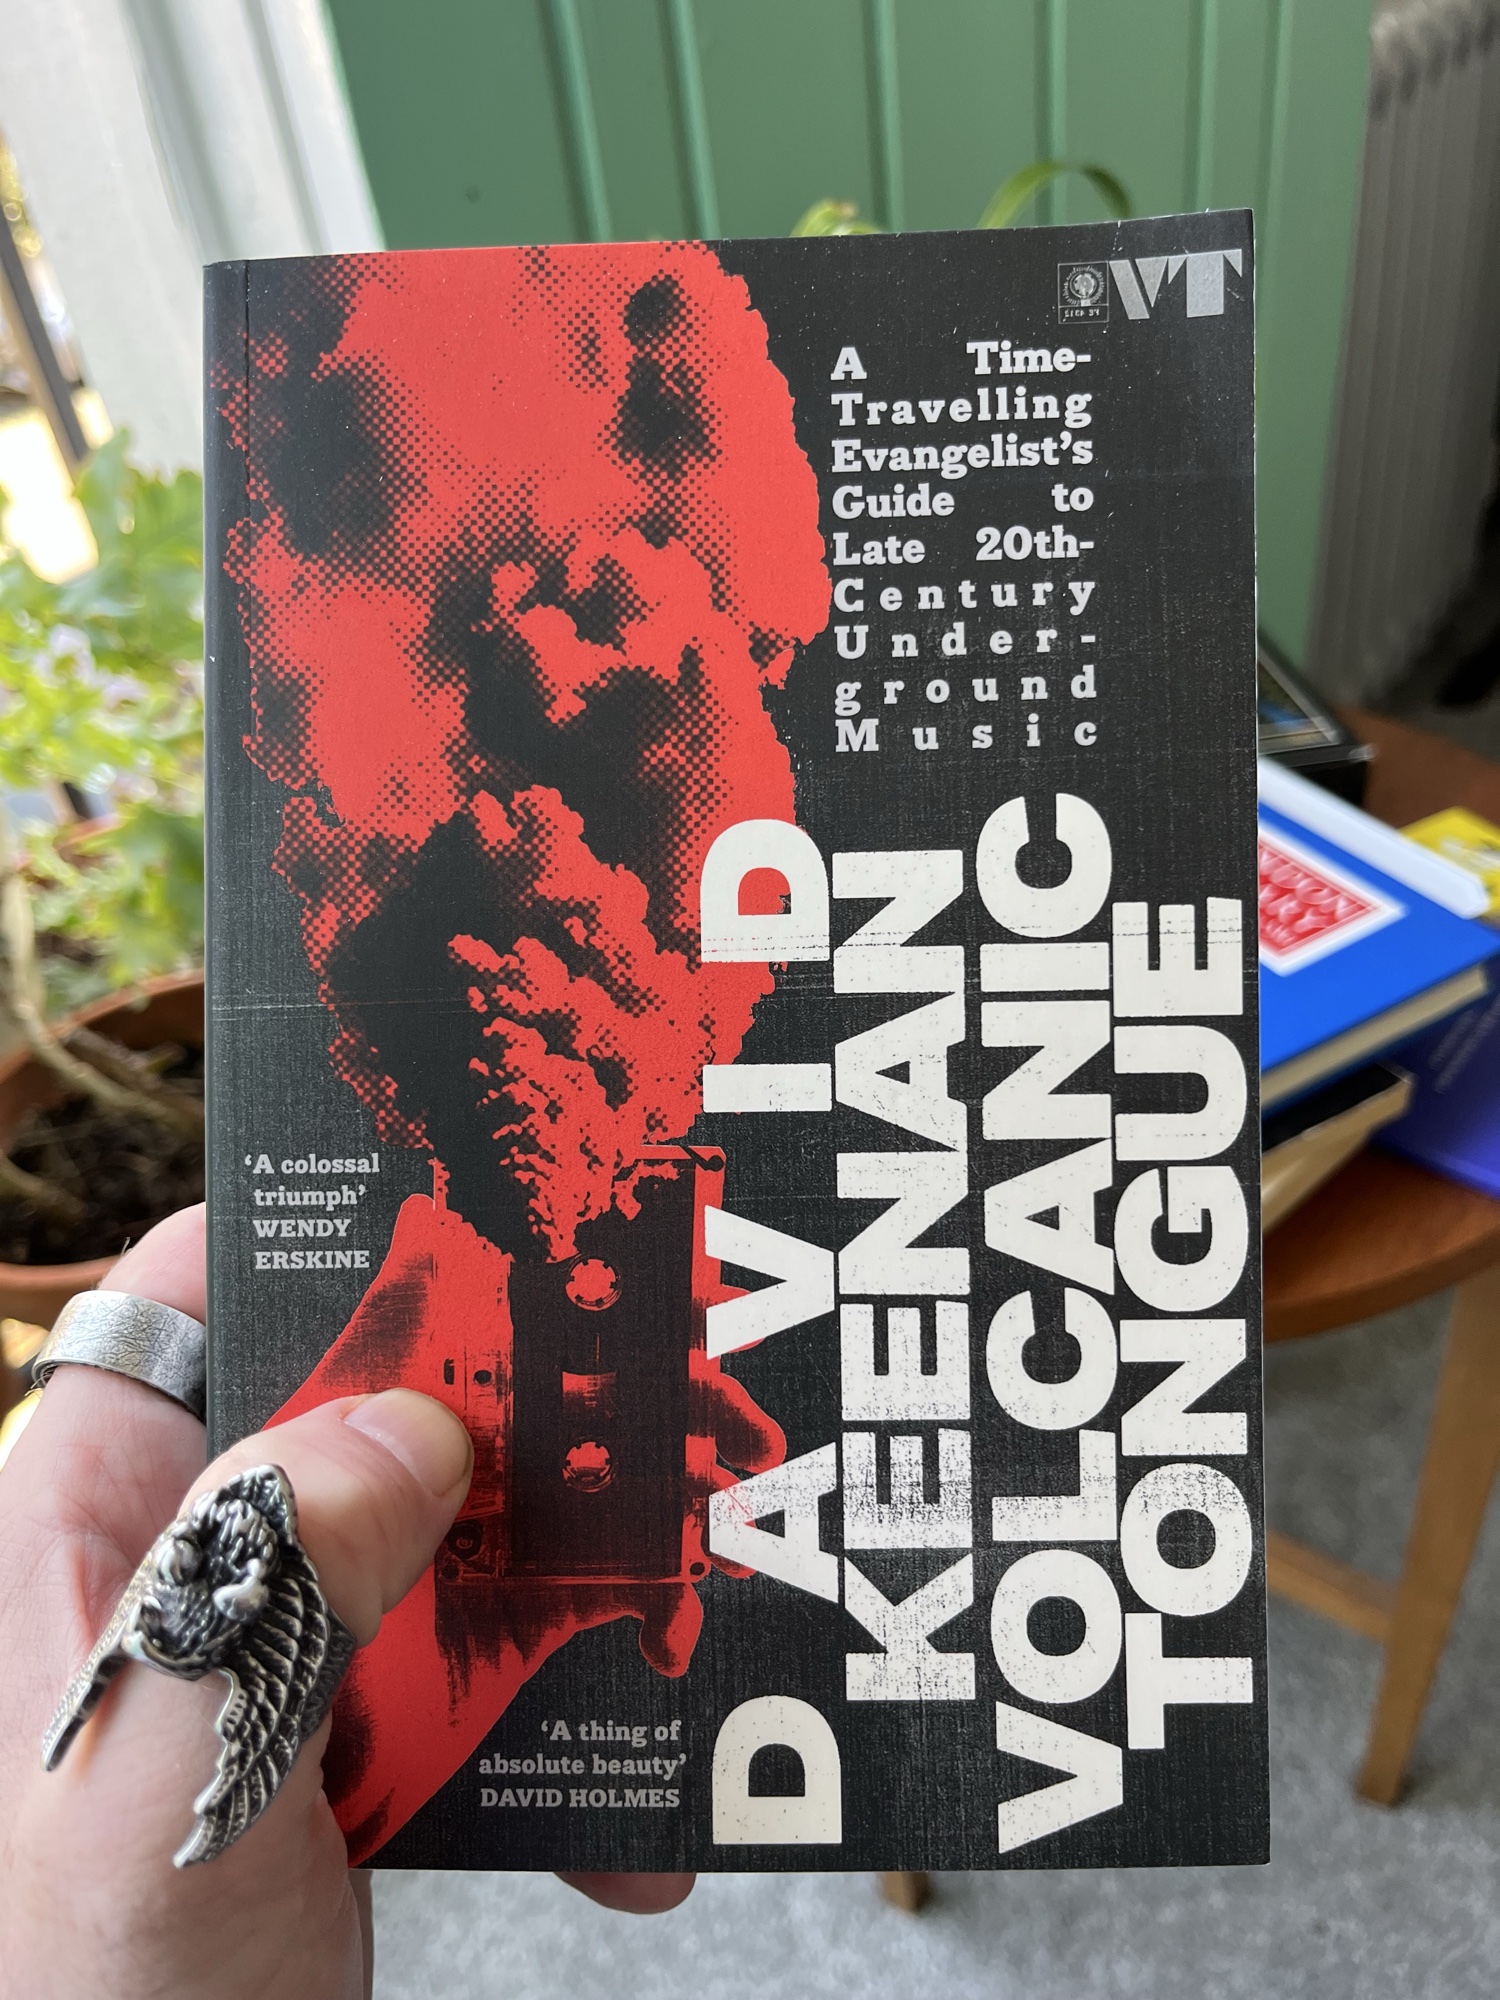 VT
A Time-
Travelling
Evangelist's
Guide to
Late 20th-
Century
Under-
ground
Music
DAVID
KEENAN
VOLCANIC
TONGUE
‘A colossal
triumph’
WENDY
ERSKINE
‘A thing of
absolute beauty’
DAVID HOLMES